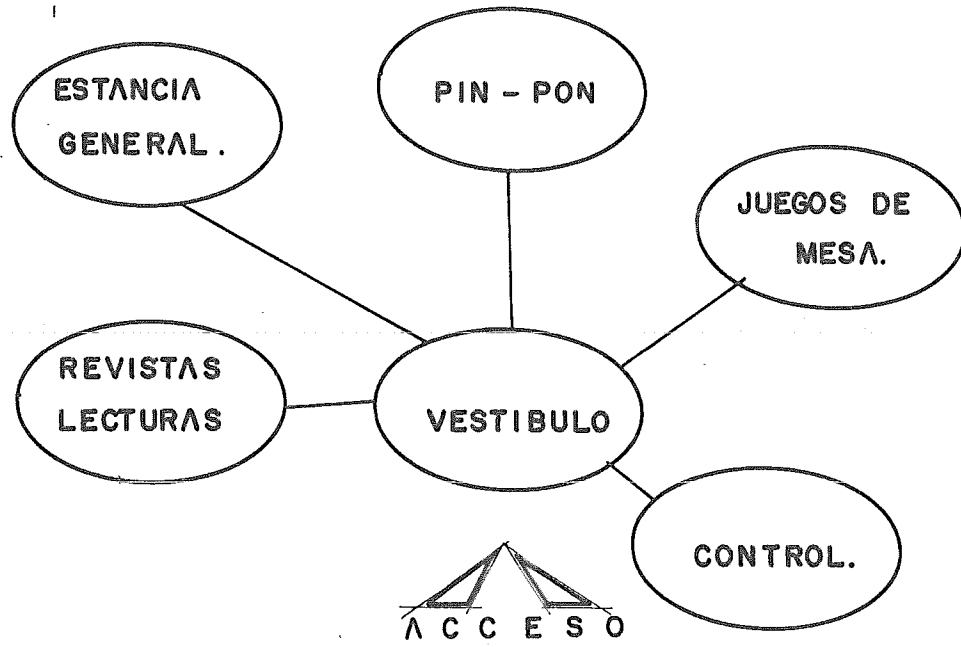 ESTANCIA
GENERAL.
PIN - PON
JUEGOS DE
MESA.
REVISTAS
LECTURAS
VESTIBULO
CONTROL.
ACCESO